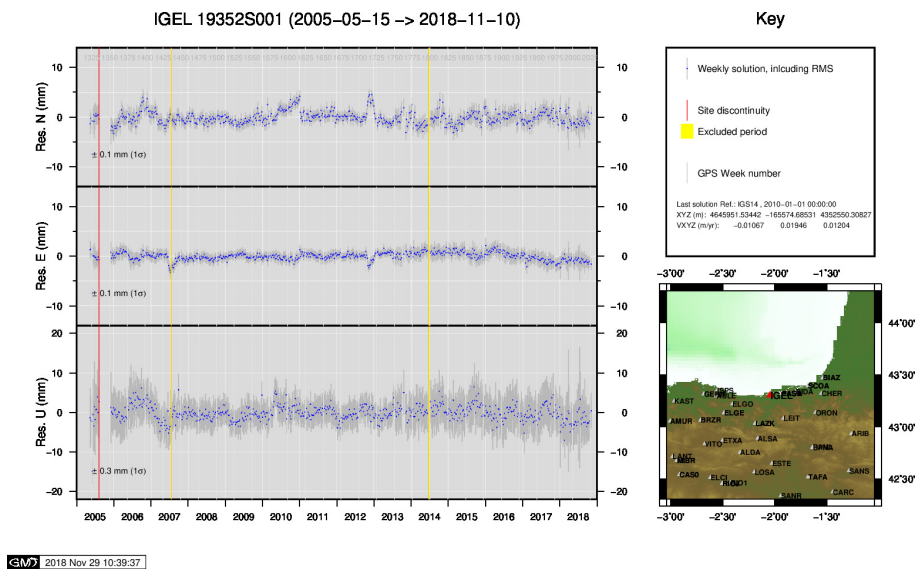 IGEL 19352S001 (2005-05-15 -> 2018-11-10)
Key
Res. N (mm)
10
0
-10
± 0.1 mm (1σ)
10
0
-10
Res. E (mm)
10
0
-10
± 0.1 mm (1σ)
10
0
-10
Res. U (mm)
20
10
0
-10
-20
± 0.3 mm (1σ)
20
10
0
-10
-20
2005 2006 2007 2008 2009 2010 2011 2012 2013 2014 2015 2016 2017 2018
Weekly solution, inlcuding RMS
Site discontinuity
Excluded period
GPS Week number
Last solution Ref.: IGS14 , 2010-01-01 00:00:00
XYZ (m): 4645951.53442 -165574.68531 4352550.30827
VXYZ (m/yr): -0.01067 0.01946 0.01204
-3˚00' -2˚30' -2˚00' -1˚30'
44˚00'
43˚30'
43˚00'
42˚30'
BIAZ
SCOA
CHER
IGEL
KAST
ELGO
ELGE
ORON
LEIT
AMUR
BRZR
LAZK
ARIB
VITO
ETXA
ALSA
ALDA
LANT
ESTE
LOSA
SANS
CASO
ELCI
TAFA
SANR
CARC
-3˚00' -2˚30' -2˚00' -1˚30'
GMT 2018 Nov 29 10:39:37